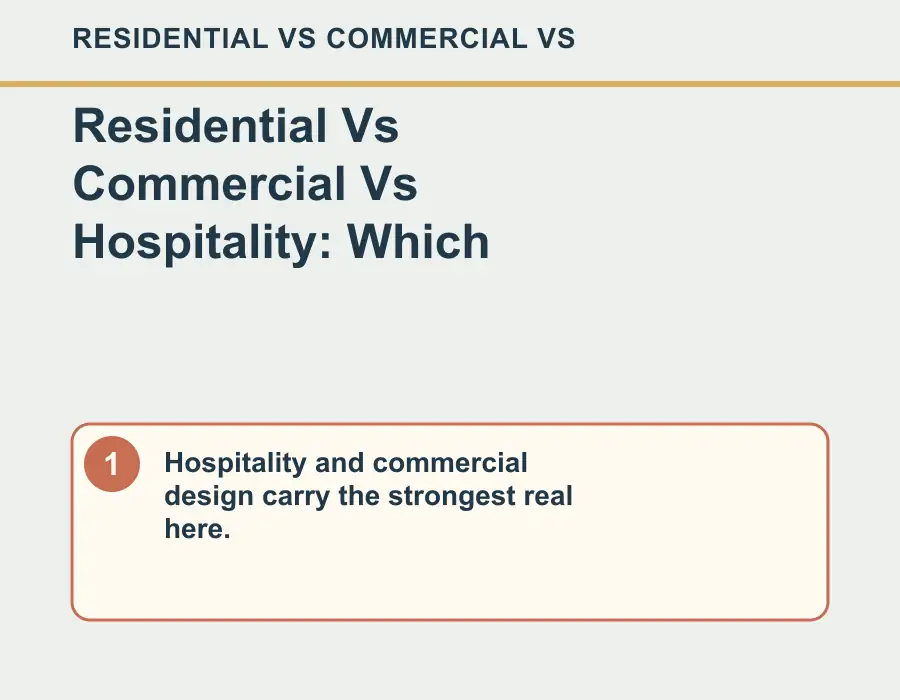 RESIDENTIAL VS COMMERCIAL VS
Residential Vs
Commercial Vs
Hospitality: Which
1
Hospitality and commercial
design carry the strongest real
here.